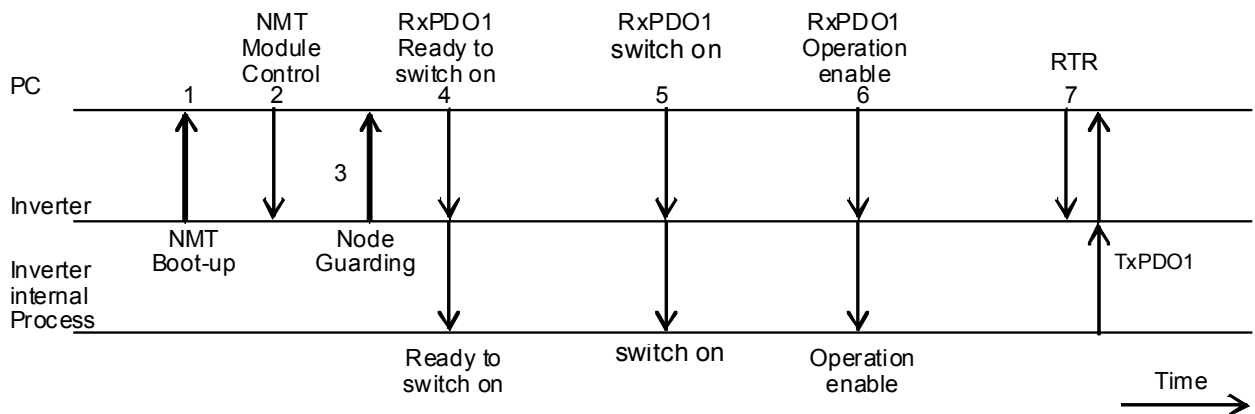 NMT
Module
Control
RxPDO1
Ready to
switch on
RxPDO1
switch on
RxPDO1
Operation
enable
RTR
PC
1
2
4
5
6
7
3
Inverter
NMT
Boot-up
Node
Guarding
TxPDO1
Inverter
internal
Process
Ready to
switch on
switch on
Operation
enable
Time